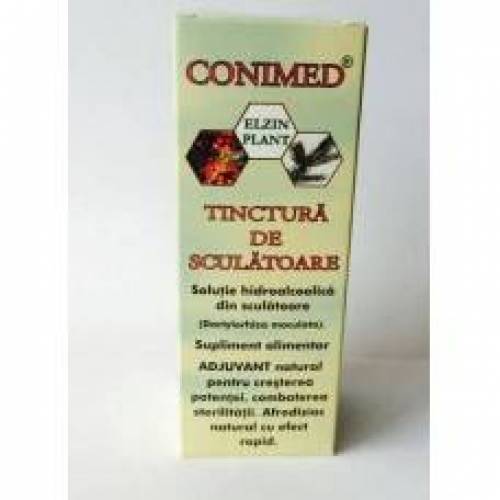 CONIMED®
ELZIN
PLANT
TINCTURĂ
DE
SCULĂTOARE
Soluție hidroalcoolică
din sculătoare
(Dactylorhiza maculata).
Supliment alimentar
ADJUVANT natural
pentru creșterea
potenței, combaterea
sterilității. Afrodisiac
natural cu efect
rapid.